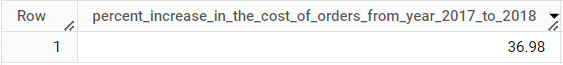 Row percent_increase_in_the_cost_of_orders_from_year_2017_to_2018
1 36.98